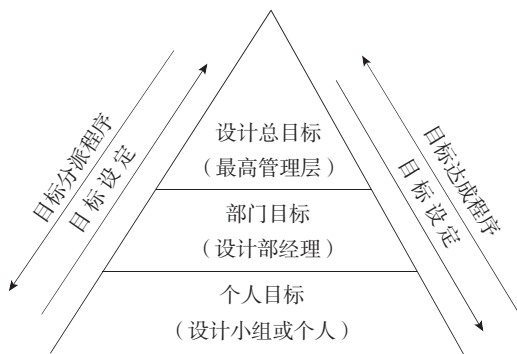 设计总目标
（最高管理层）
部门目标
（设计部经理）
个人目标
（设计小组或个人）
目标分派程序
目标设定
目标设定
目标达成程序